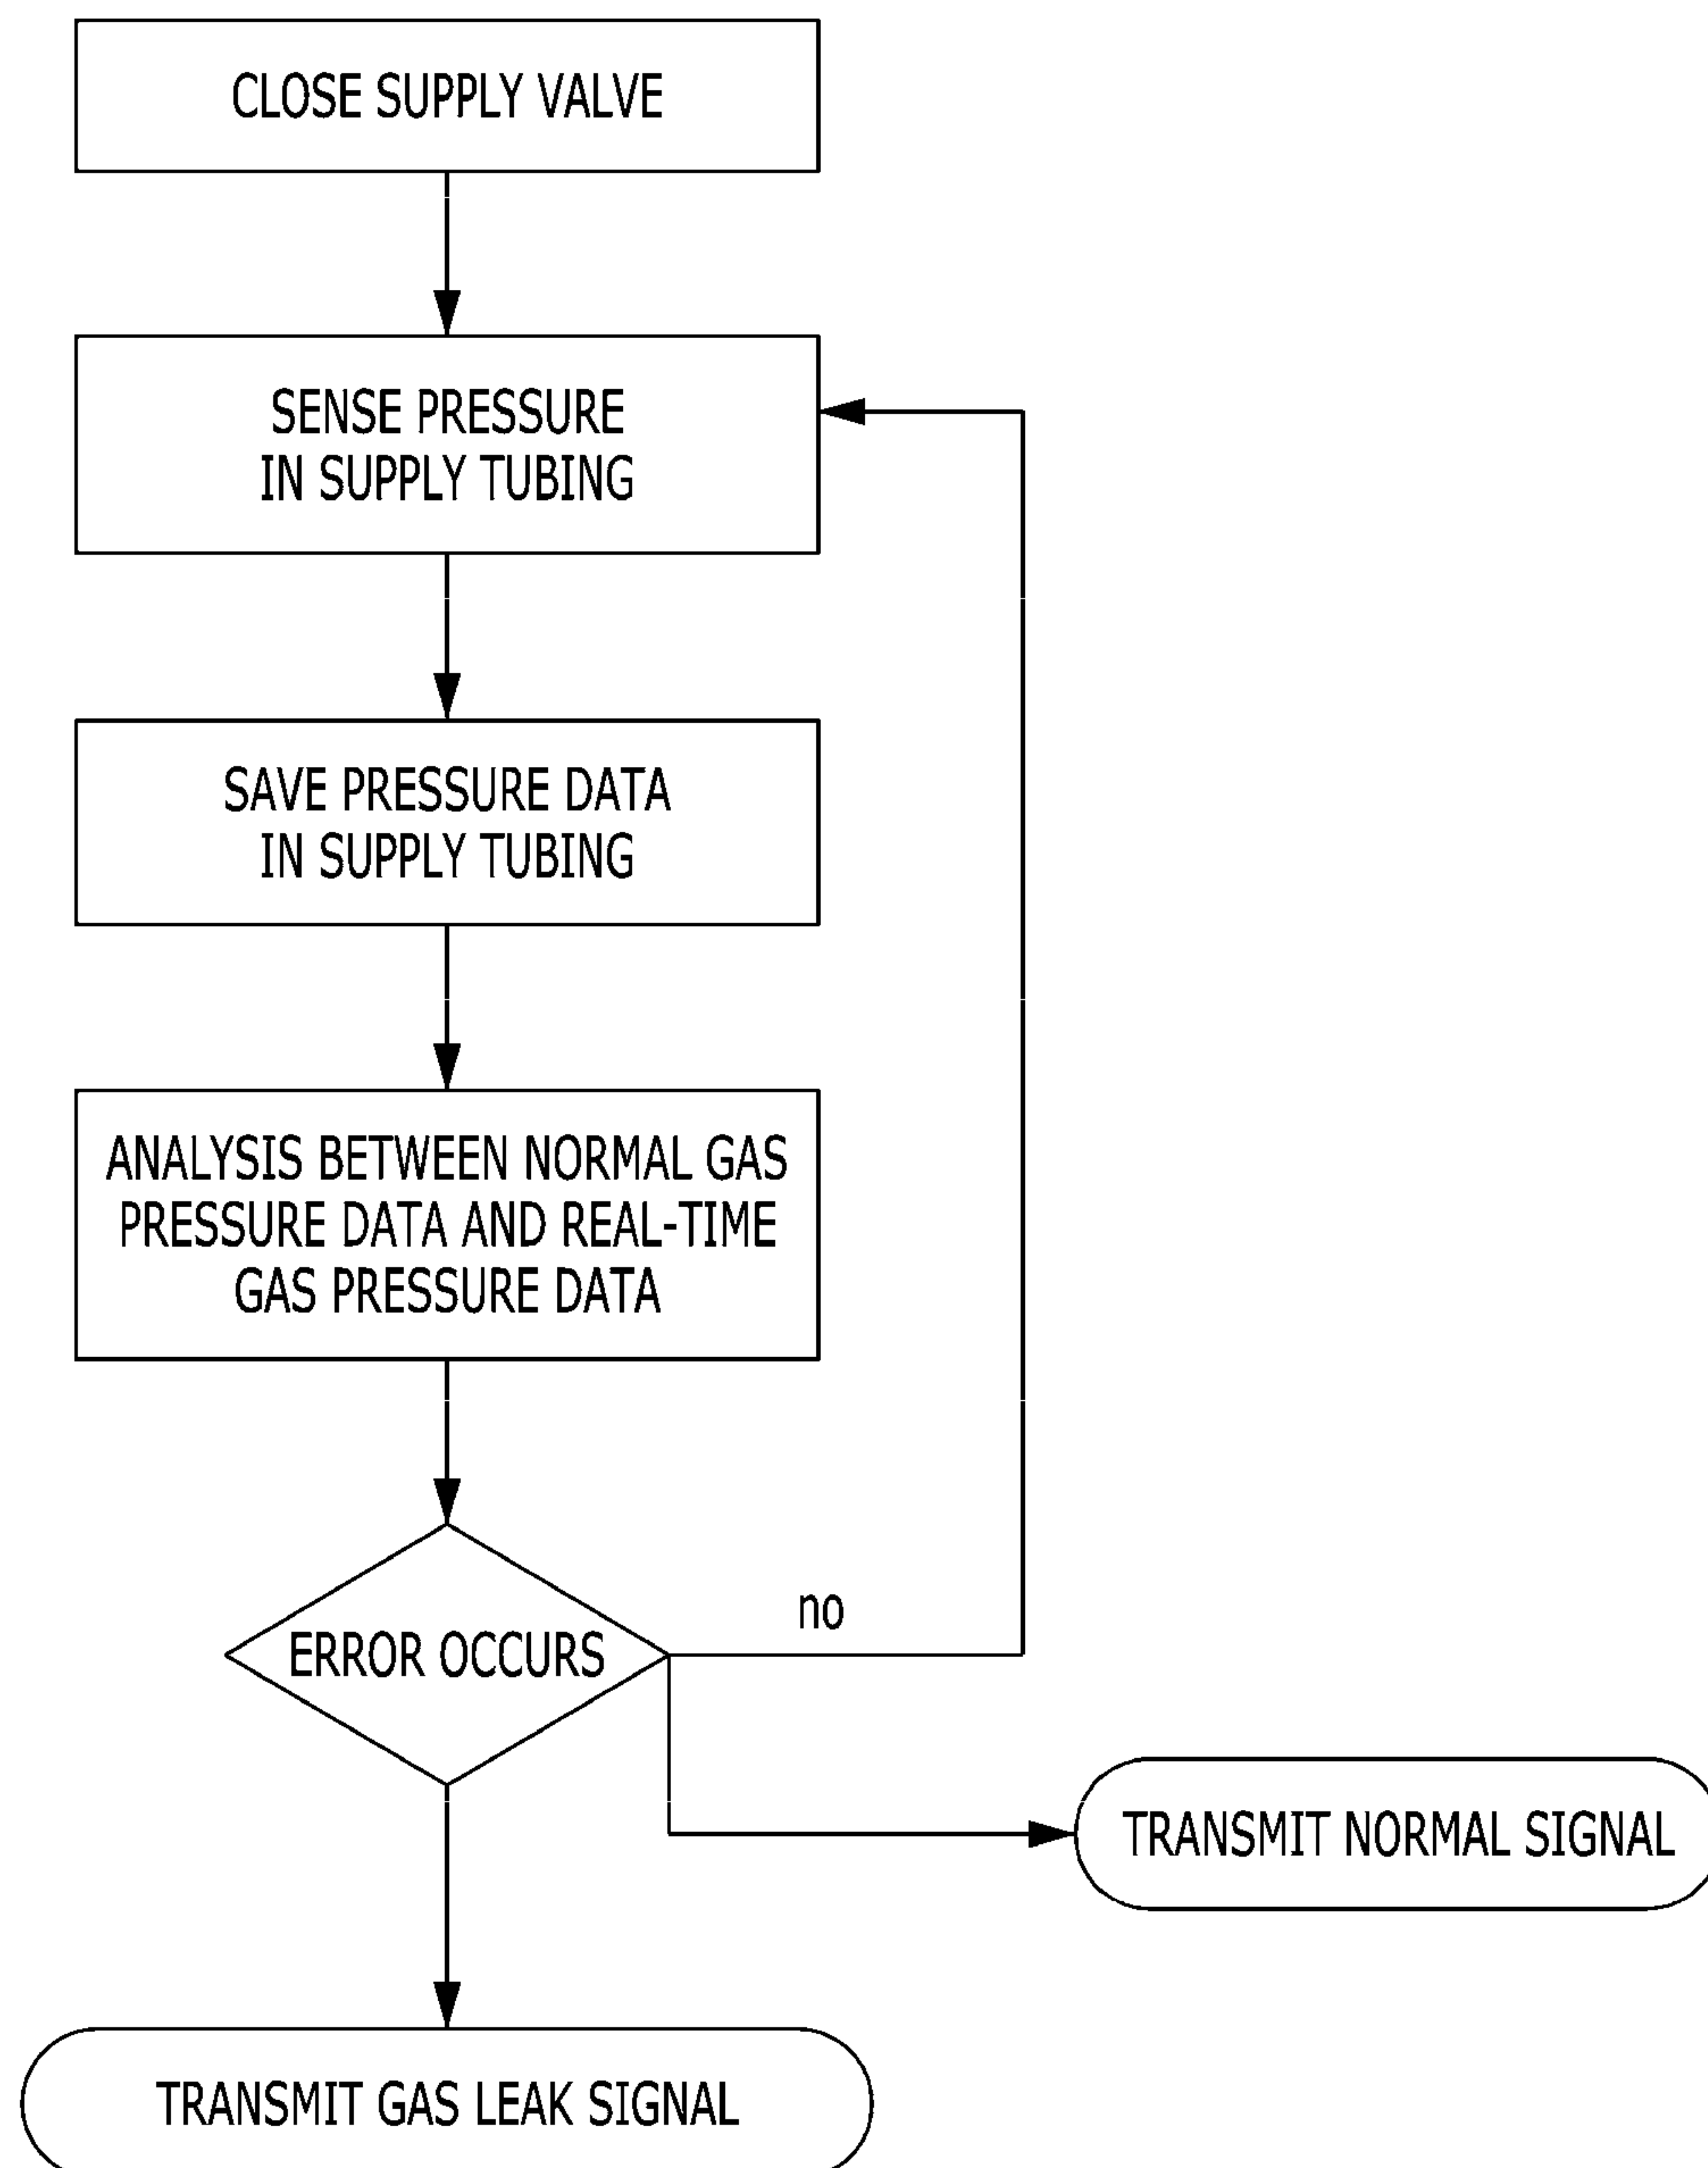 CLOSE SUPPLY VALVE
SENSE PRESSURE
IN SUPPLY TUBING
SAVE PRESSURE DATA
IN SUPPLY TUBING
ANALYSIS BETWEEN NORMAL GAS
PRESSURE DATA AND REAL-TIME
GAS PRESSURE DATA
no
ERROR OCCURS
TRANSMIT NORMAL SIGNAL
TRANSMIT GAS LEAK SIGNAL